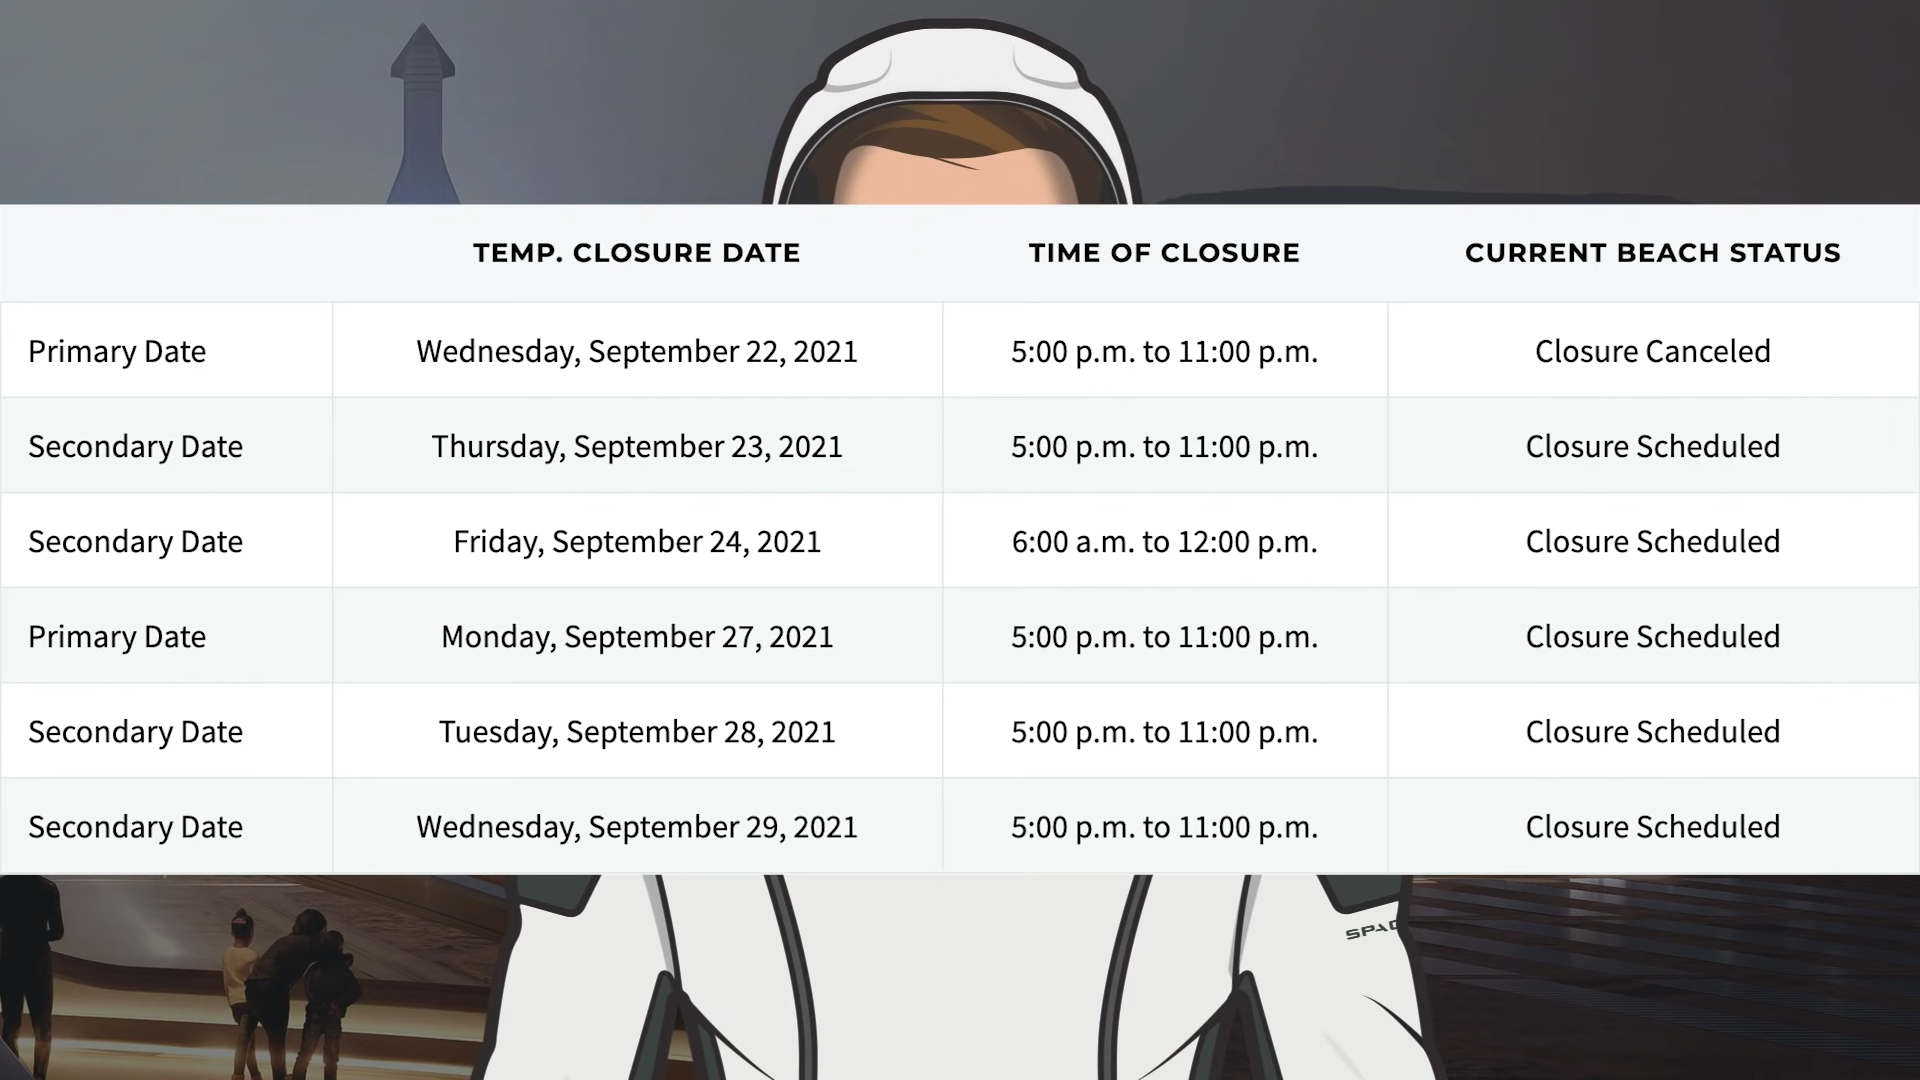 TEMP. CLOSURE DATE TIME OF CLOSURE CURRENT BEACH STATUS
Primary Date Wednesday, September 22, 2021 5:00 p.m. to 11:00 p.m. Closure Canceled
Secondary Date Thursday, September 23, 2021 5:00 p.m. to 11:00 p.m. Closure Scheduled
Secondary Date Friday, September 24, 2021 6:00 a.m. to 12:00 p.m. Closure Scheduled
Primary Date Monday, September 27, 2021 5:00 p.m. to 11:00 p.m. Closure Scheduled
Secondary Date Tuesday, September 28, 2021 5:00 p.m. to 11:00 p.m. Closure Scheduled
Secondary Date Wednesday, September 29, 2021 5:00 p.m. to 11:00 p.m. Closure Scheduled
SPAC